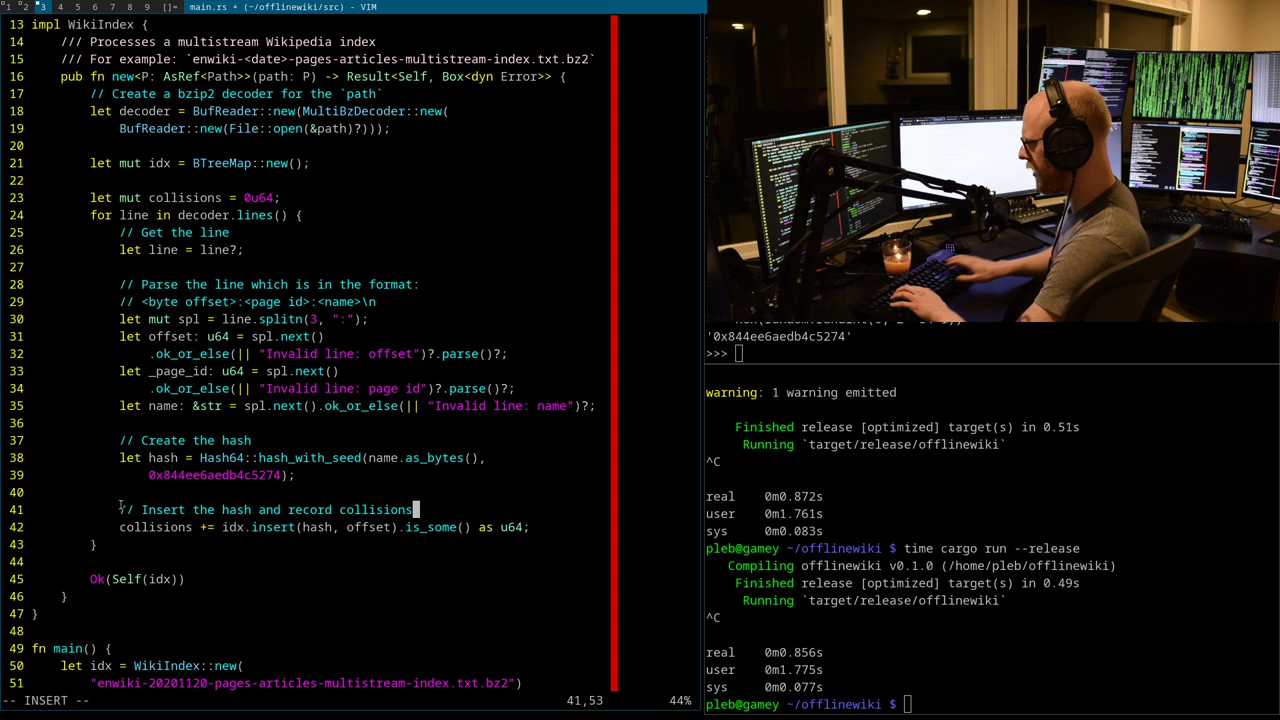 1 2 3 4 5 6 7 8 9 []= main.rs + (~/offlinewiki/src) - VIM
13 impl WikiIndex {
14     /// Processes a multistream Wikipedia index
15     /// For example: `enwiki-<date>-pages-articles-multistream-index.txt.bz2`
16     pub fn new<P: AsRef<Path>>(path: P) -> Result<Self, Box<dyn Error>> {
17         // Create a bzip2 decoder for the `path`
18         let decoder = BufReader::new(MultiBzDecoder::new(
19             BufReader::new(File::open(&path)?)));
20
21         let mut idx = BTreeMap::new();
22
23         let mut collisions = 0u64;
24         for line in decoder.lines() {
25             // Get the line
26             let line = line?;
27
28             // Parse the line which is in the format:
29             // <byte offset>:<page id>:<name>\n
30             let mut spl = line.splitn(3, ":");
31             let offset: u64 = spl.next()
32                 .ok_or_else(|| "Invalid line: offset")?.parse()?;
33             let _page_id: u64 = spl.next()
34                 .ok_or_else(|| "Invalid line: page id")?.parse()?;
35             let name: &str = spl.next().ok_or_else(|| "Invalid line: name")?;
36
37             // Create the hash
38             let hash = Hash64::hash_with_seed(name.as_bytes(),
39                 0x844ee6aedb4c5274);
40
41             // Insert the hash and record collisions
42             collisions += idx.insert(hash, offset).is_some() as u64;
43         }
44
45         Ok(Self(idx))
46     }
47 }
48
49 fn main() {
50     let idx = WikiIndex::new(
51         "enwiki-20201120-pages-articles-multistream-index.txt.bz2")
-- INSERT -- 41,53 44%
'0x844ee6aedb4c5274'
>>>
warning: 1 warning emitted
Finished release [optimized] target(s) in 0.51s
Running `target/release/offlinewiki`
^C
real 0m0.872s
user 0m1.761s
sys 0m0.083s
pleb@gamey ~/offlinewiki $ time cargo run --release
Compiling offlinewiki v0.1.0 (/home/pleb/offlinewiki)
Finished release [optimized] target(s) in 0.49s
Running `target/release/offlinewiki`
^C
real 0m0.856s
user 0m1.775s
sys 0m0.077s
pleb@gamey ~/offlinewiki $